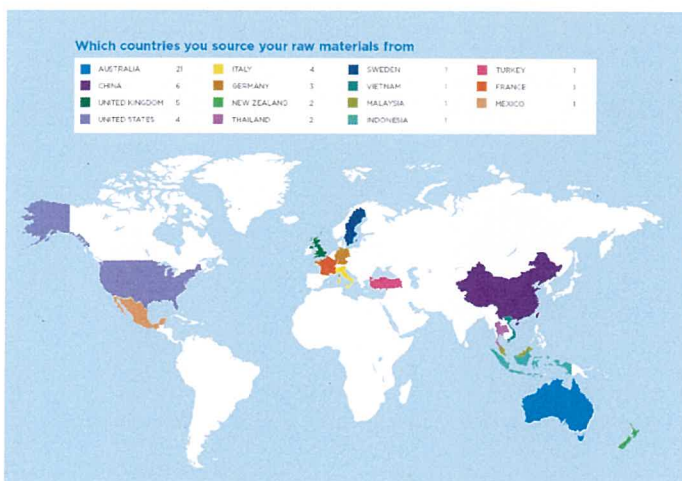 Which countries you source your raw materials from
AUSTRALIA 21
CHINA 6
UNITED KINGDOM 5
UNITED STATES 4
ITALY 4
GERMANY 3
NEW ZEALAND 2
THAILAND 2
SWEDEN 1
VIETNAM 1
MALAYSIA 1
INDONESIA 1
TURKEY 1
FRANCE 1
MEXICO 1